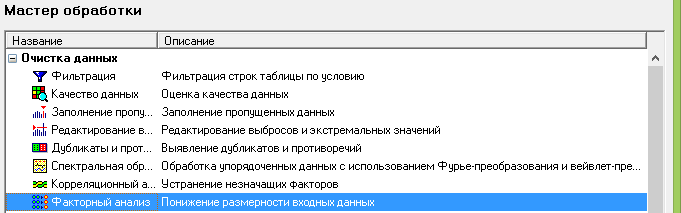 Мастер обработки
Название Описание
Очистка данных
Фильтрация Фильтрация строк таблицы по условию
Качество данных Оценка качества данных
Заполнение пропу... Заполнение пропущенных данных
Редактирование в... Редактирование выбросов и экстремальных значений
Дубликаты и прот... Выявление дубликатов и противоречий
Спектральная обр... Обработка упорядоченных данных с использованием Фурье-преобразования и вейвлет-пре...
Корреляционный а... Устранение незначащих факторов
Факторный анализ Понижение размерности входных данных